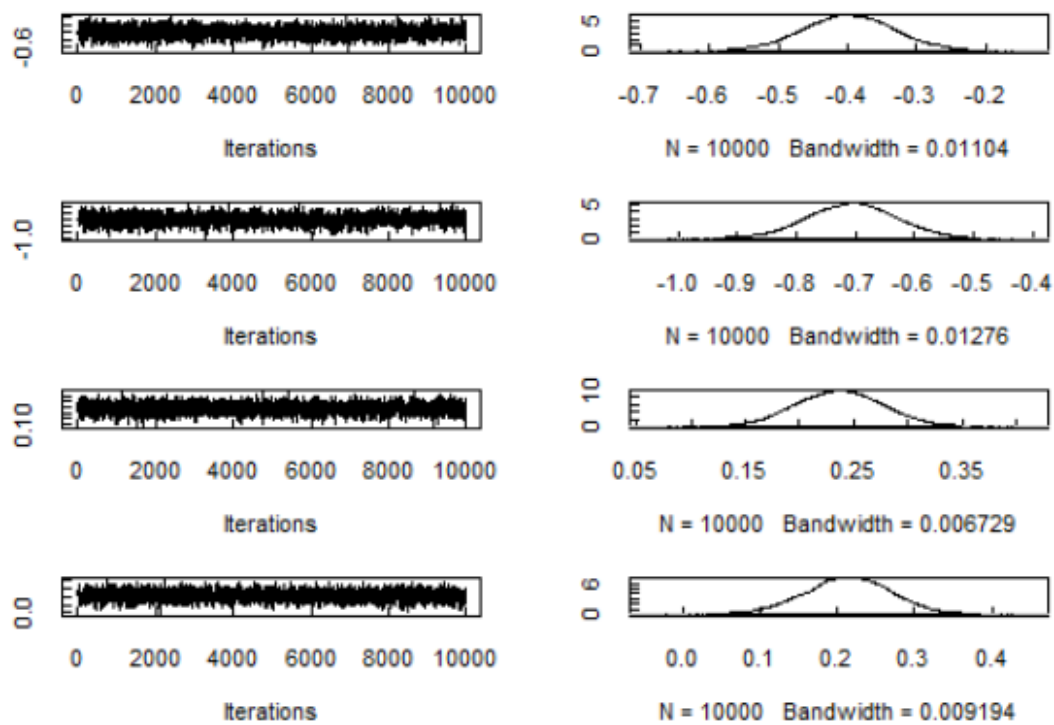 -0.6
0 2000 4000 6000 8000 10000
Iterations
0 5
-0.7 -0.6 -0.5 -0.4 -0.3 -0.2
N = 10000 Bandwidth = 0.01104
-1.0
0 2000 4000 6000 8000 10000
Iterations
0 5
-1.0 -0.9 -0.8 -0.7 -0.6 -0.5 -0.4
N = 10000 Bandwidth = 0.01276
0.10
0 2000 4000 6000 8000 10000
Iterations
0 10
0.05 0.15 0.25 0.35
N = 10000 Bandwidth = 0.006729
0.0
0 2000 4000 6000 8000 10000
Iterations
0 6
0.0 0.1 0.2 0.3 0.4
N = 10000 Bandwidth = 0.009194